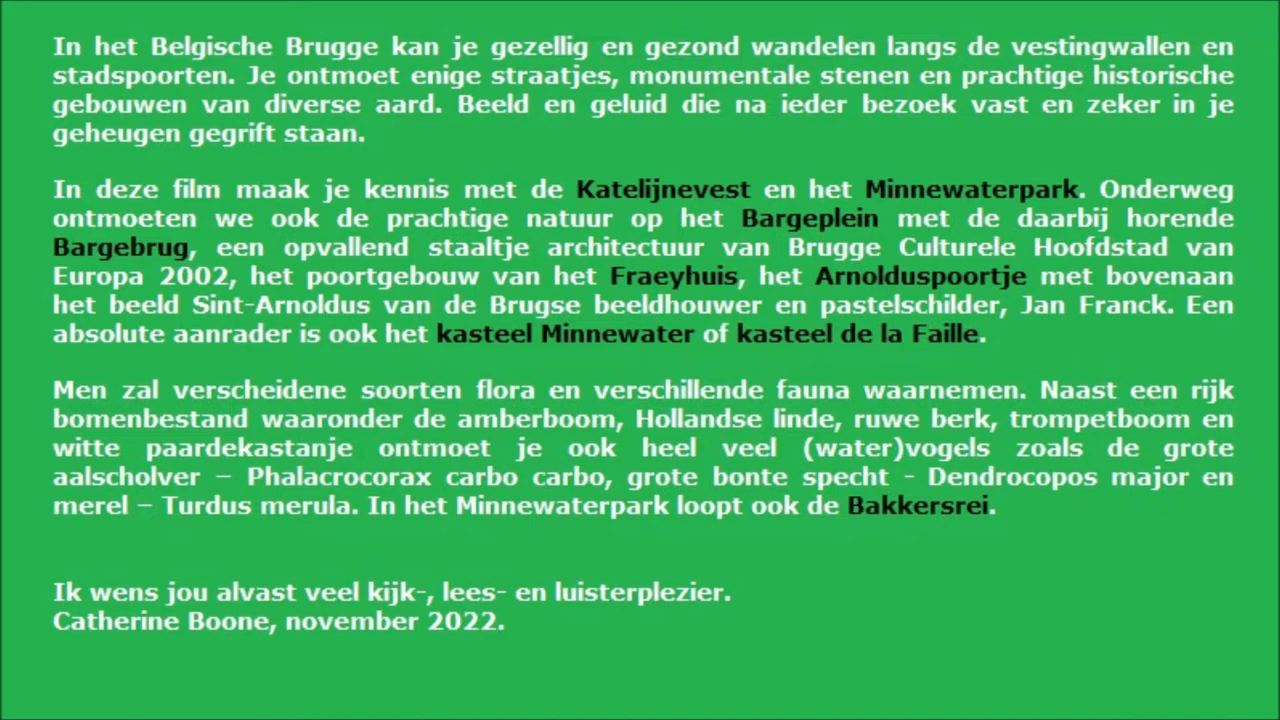 In het Belgische Brugge kan je gezellig en gezond wandelen langs de vestingwallen en
stadspoorten. Je ontmoet enige straatjes, monumentale stenen en prachtige historische
gebouwen van diverse aard. Beeld en geluid die na ieder bezoek vast en zeker in je
geheugen gegrift staan.
In deze film maak je kennis met de Katelijnevest en het Minnewaterpark. Onderweg
ontmoeten we ook de prachtige natuur op het Bargeplein met de daarbij horende
Bargebrug, een opvallend staaltje architectuur van Brugge Culturele Hoofdstad van
Europa 2002, het poortgebouw van het Fraeyhuis, het Arnolduspoortje met bovenaan
het beeld Sint-Arnoldus van de Brugse beeldhouwer en pastelschilder, Jan Franck. Een
absolute aanrader is ook het kasteel Minnewater of kasteel de la Faille.
Men zal verscheidene soorten flora en verschillende fauna waarnemen. Naast een rijk
bomenbestand waaronder de amberboom, Hollandse linde, ruwe berk, trompetboom en
witte paardekastanje ontmoet je ook heel veel (water)vogels zoals de grote
aalscholver – Phalacrocorax carbo carbo, grote bonte specht - Dendrocopos major en
merel – Turdus merula. In het Minnewaterpark loopt ook de Bakkersrei.
Ik wens jou alvast veel kijk-, lees- en luisterplezier.
Catherine Boone, november 2022.